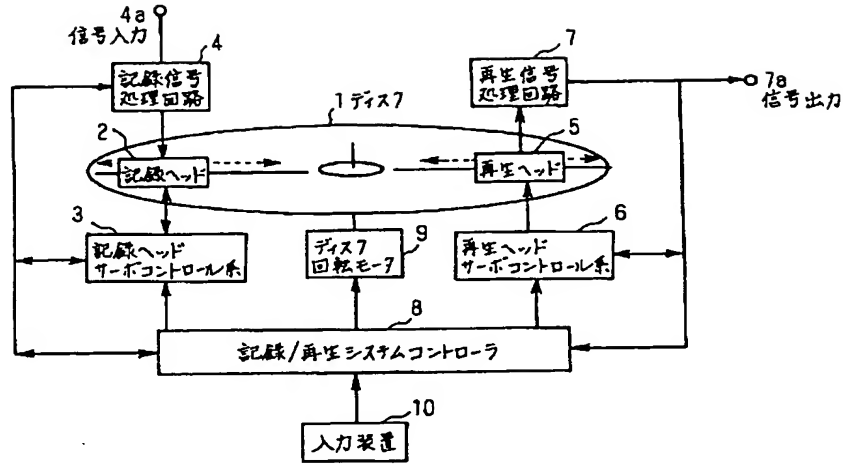 4a
信号入力
4
記録信号
処理回路
7
再生信号
処理回路
7a
信号出力
1 ディスク
2
記録ヘッド
5
再生ヘッド
3
記録ヘッド
サーボコントロール系
9
ディスク
回転モータ
6
再生ヘッド
サーボコントロール系
8
記録/再生システムコントローラ
10
入力装置